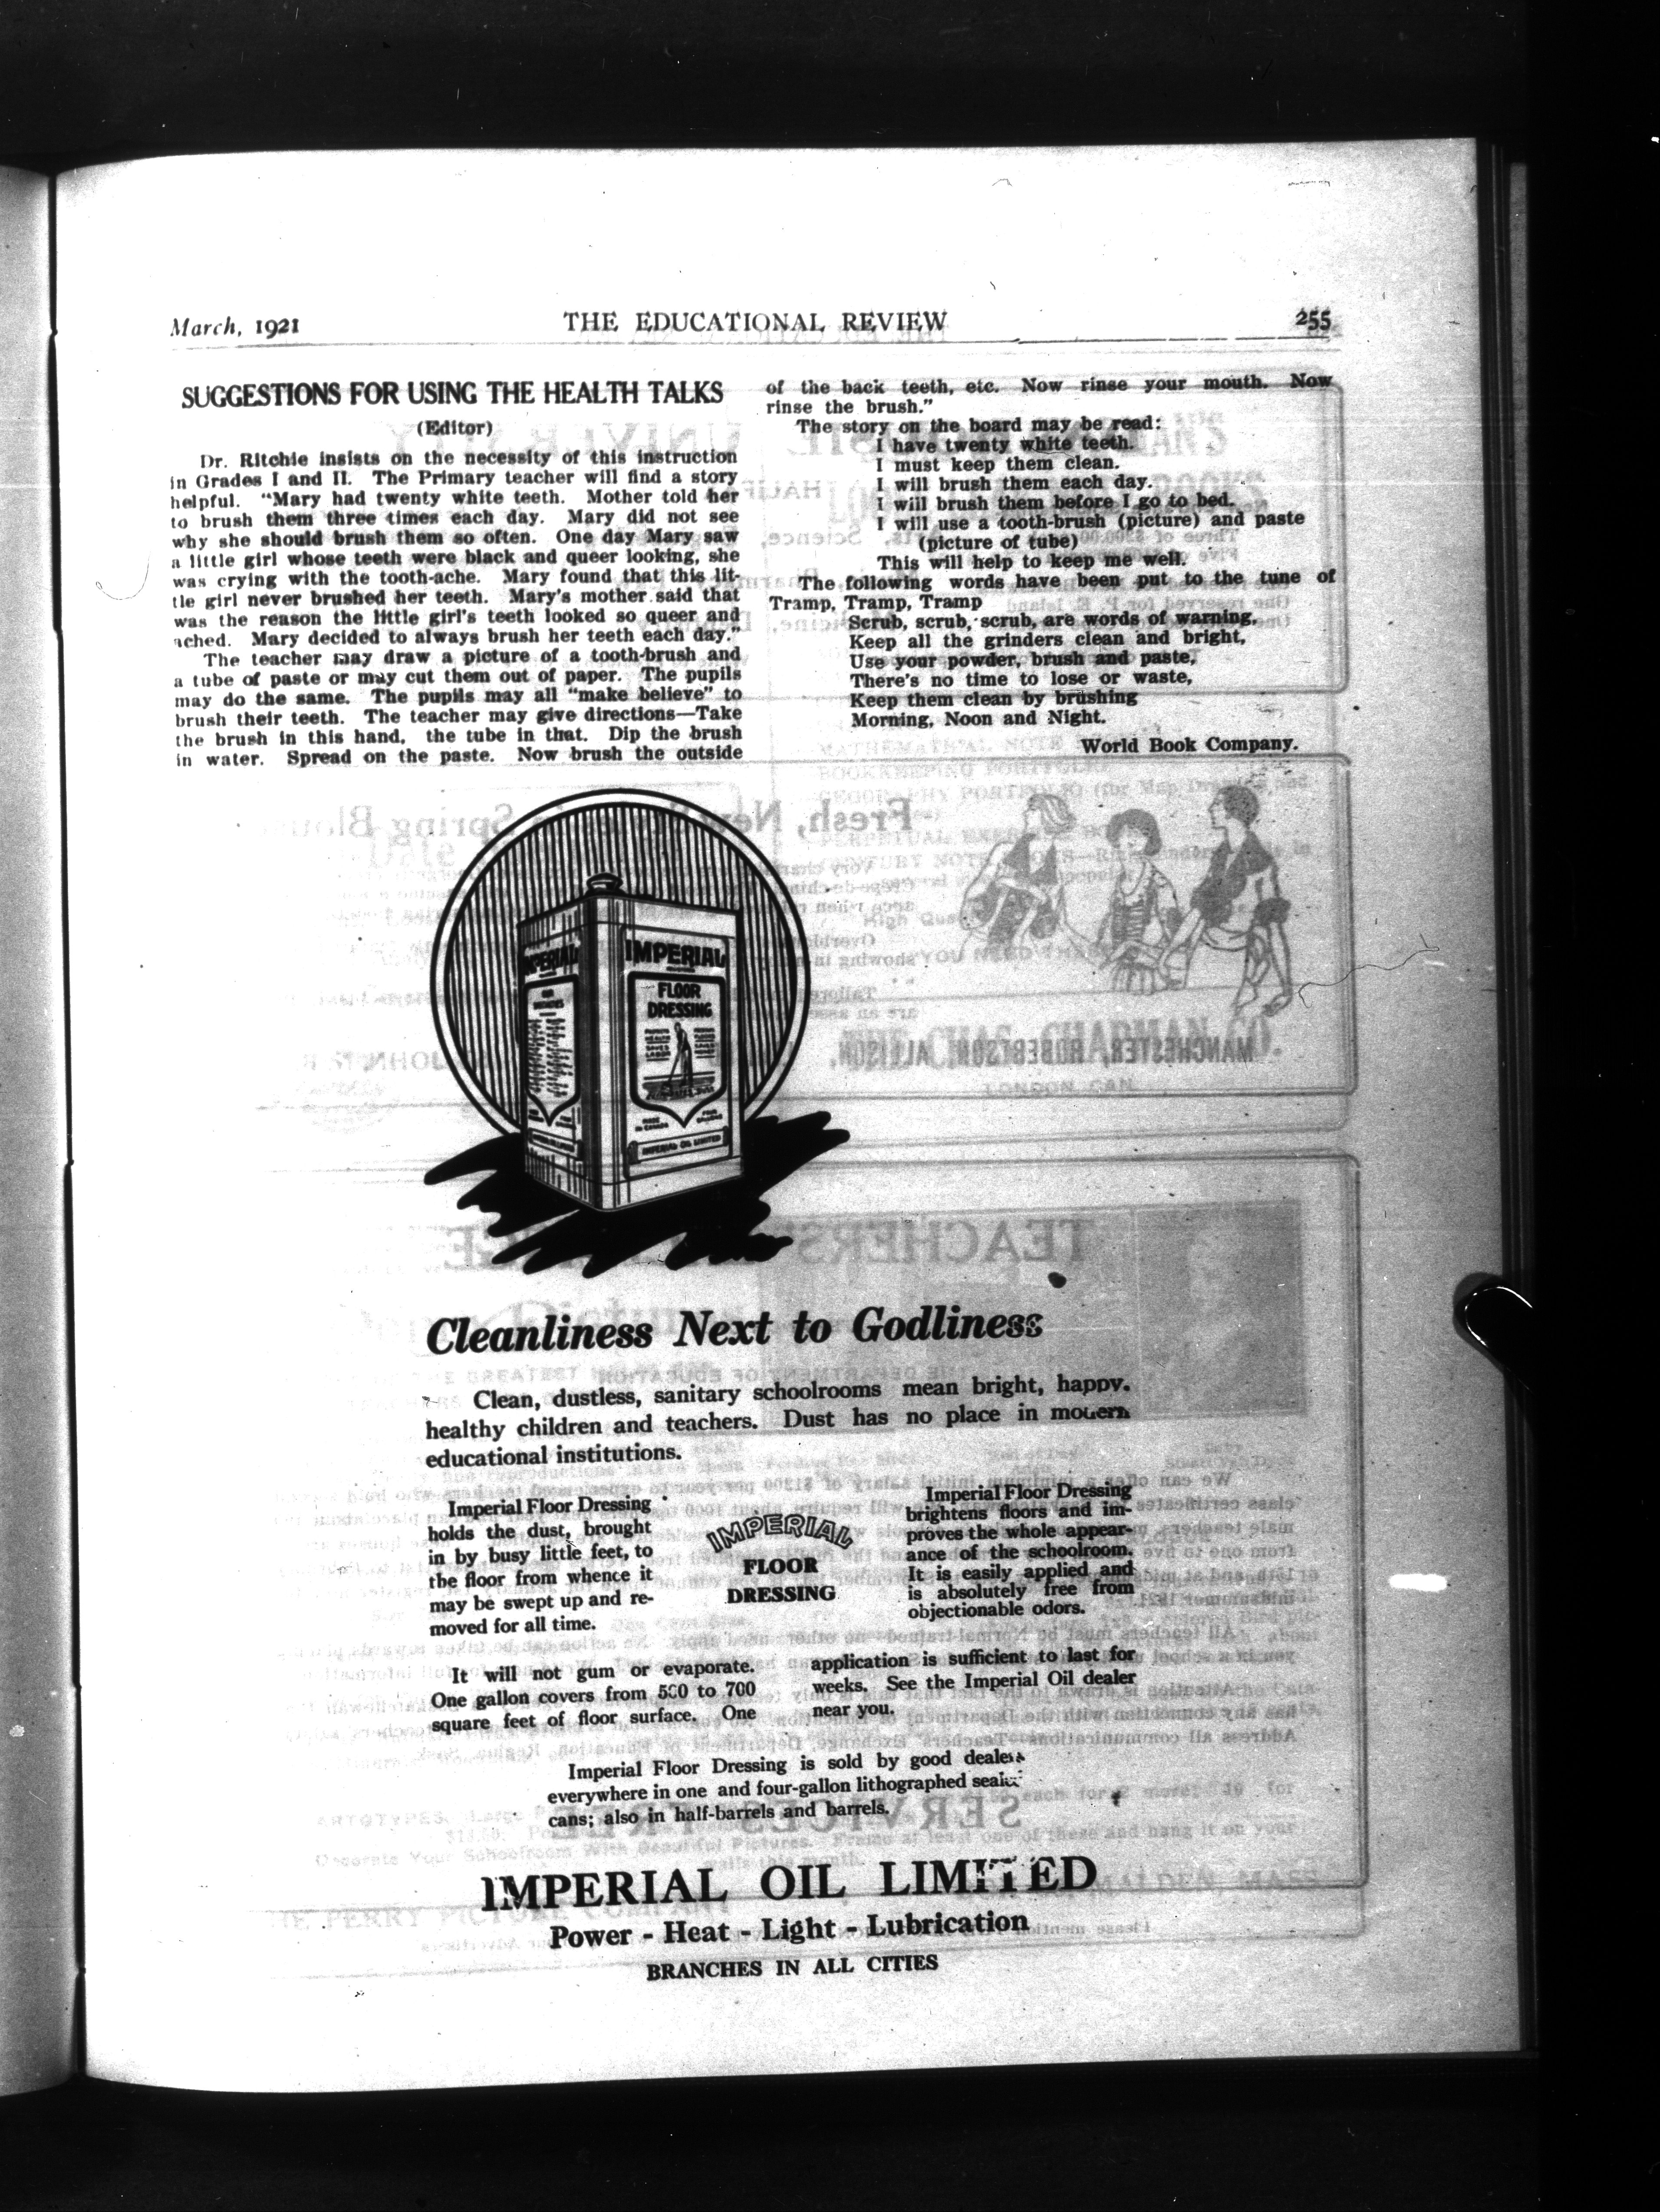 March, 1921
THE EDUCATIONAL REVIEW
255
SUGGESTIONS FOR USING THE HEALTH TALKS
(Editor)
Dr. Ritchie insists on the necessity of this instruction
in Grades I and II. The Primary teacher will find a story
helpful. "Mary had twenty white teeth. Mother told her
to brush them three times each day. Mary did not see
why she should brush them so often. One day Mary saw
a little girl whose teeth were black and queer looking, she
was crying with the tooth-ache. Mary found that this lit-
tle girl never brushed her teeth. Mary's mother said that
was the reason the little girl's teeth looked so queer and
ached. Mary decided to always brush her teeth each day."
The teacher may draw a picture of a tooth-brush and
a tube of paste or may cut them out of paper. The pupils
may do the same. The pupils may all "make believe" to
brush their teeth. The teacher may give directions—Take
the brush in this hand, the tube in that. Dip the brush
in water. Spread on the paste. Now brush the outside
of the back teeth, etc. Now rinse your mouth. Now
rinse the brush."
The story on the board may be read:
I have twenty white teeth.
I must keep them clean.
I will brush them each day.
I will brush them before I go to bed.
I will use a tooth-brush (picture) and paste
(picture of tube)
This will help to keep me well.
The following words have been put to the tune of
Tramp, Tramp, Tramp
Scrub, scrub, scrub, are words of warning,
Keep all the grinders clean and bright,
Use your powder, brush and paste,
There's no time to lose or waste,
Keep them clean by brushing
Morning, Noon and Night.
World Book Company.
IMPERIAL
IMPERIAL
FLOOR
DRESSING
MADE
IN CANADA
FOUR
GALLONS
IMPERIAL OIL LIMITED
Cleanliness Next to Godliness
Clean, dustless, sanitary schoolrooms mean bright, happy,
healthy children and teachers. Dust has no place in modern
educational institutions.
Imperial Floor Dressing
holds the dust, brought
in by busy little feet, to
the floor from whence it
may be swept up and re-
moved for all time.
IMPERIAL
FLOOR
DRESSING
Imperial Floor Dressing
brightens floors and im-
proves the whole appear-
ance of the schoolroom.
It is easily applied and
is absolutely free from
objectionable odors.
It will not gum or evaporate.
One gallon covers from 500 to 700
square feet of floor surface. One
application is sufficient to last for
weeks. See the Imperial Oil dealer
near you.
Imperial Floor Dressing is sold by good dealers
everywhere in one and four-gallon lithographed sealed
cans; also in half-barrels and barrels.
IMPERIAL OIL LIMITED
Power - Heat - Light - Lubrication
BRANCHES IN ALL CITIES